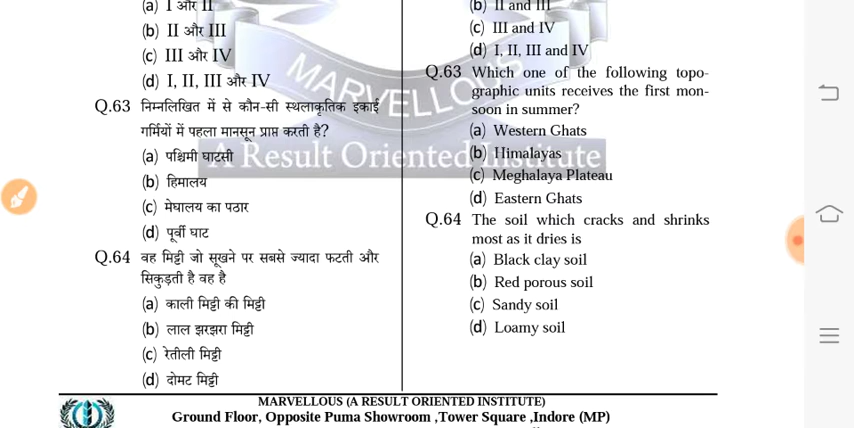 (a) I और II
(b) II और III
(c) III और IV
(d) I, II, III और IV
Q.63 निम्नलिखित में से कौन-सी स्थलाकृतिक इकाई
गर्मियों में पहला मानसून प्राप्त करती है?
(a) पश्चिमी घाटसी
(b) हिमालय
(c) मेघालय का पठार
(d) पूर्वी घाट
Q.64 वह मिट्टी जो सूखने पर सबसे ज्यादा फटती और
सिकुड़ती है वह है
(a) काली मिट्टी की मिट्टी
(b) लाल झरझरा मिट्टी
(c) रेतीली मिट्टी
(d) दोमट मिट्टी
(b) II and III
(c) III and IV
(d) I, II, III and IV
Q.63 Which one of the following topo-
graphic units receives the first mon-
soon in summer?
(a) Western Ghats
(b) Himalayas
(c) Meghalaya Plateau
(d) Eastern Ghats
Q.64 The soil which cracks and shrinks
most as it dries is
(a) Black clay soil
(b) Red porous soil
(c) Sandy soil
(d) Loamy soil
MARVELLOUS
A Result Oriented Institute
MARVELLOUS (A RESULT ORIENTED INSTITUTE)
Ground Floor, Opposite Puma Showroom ,Tower Square ,Indore (MP)